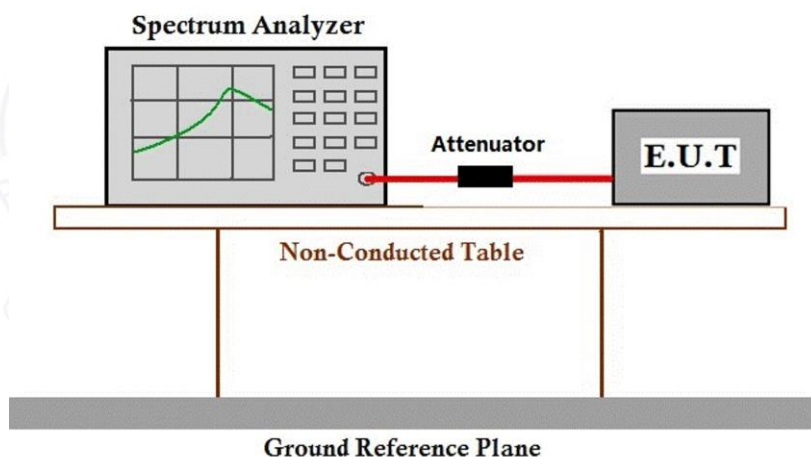 Spectrum Analyzer
Attenuator
E.U.T
Non-Conducted Table
Ground Reference Plane